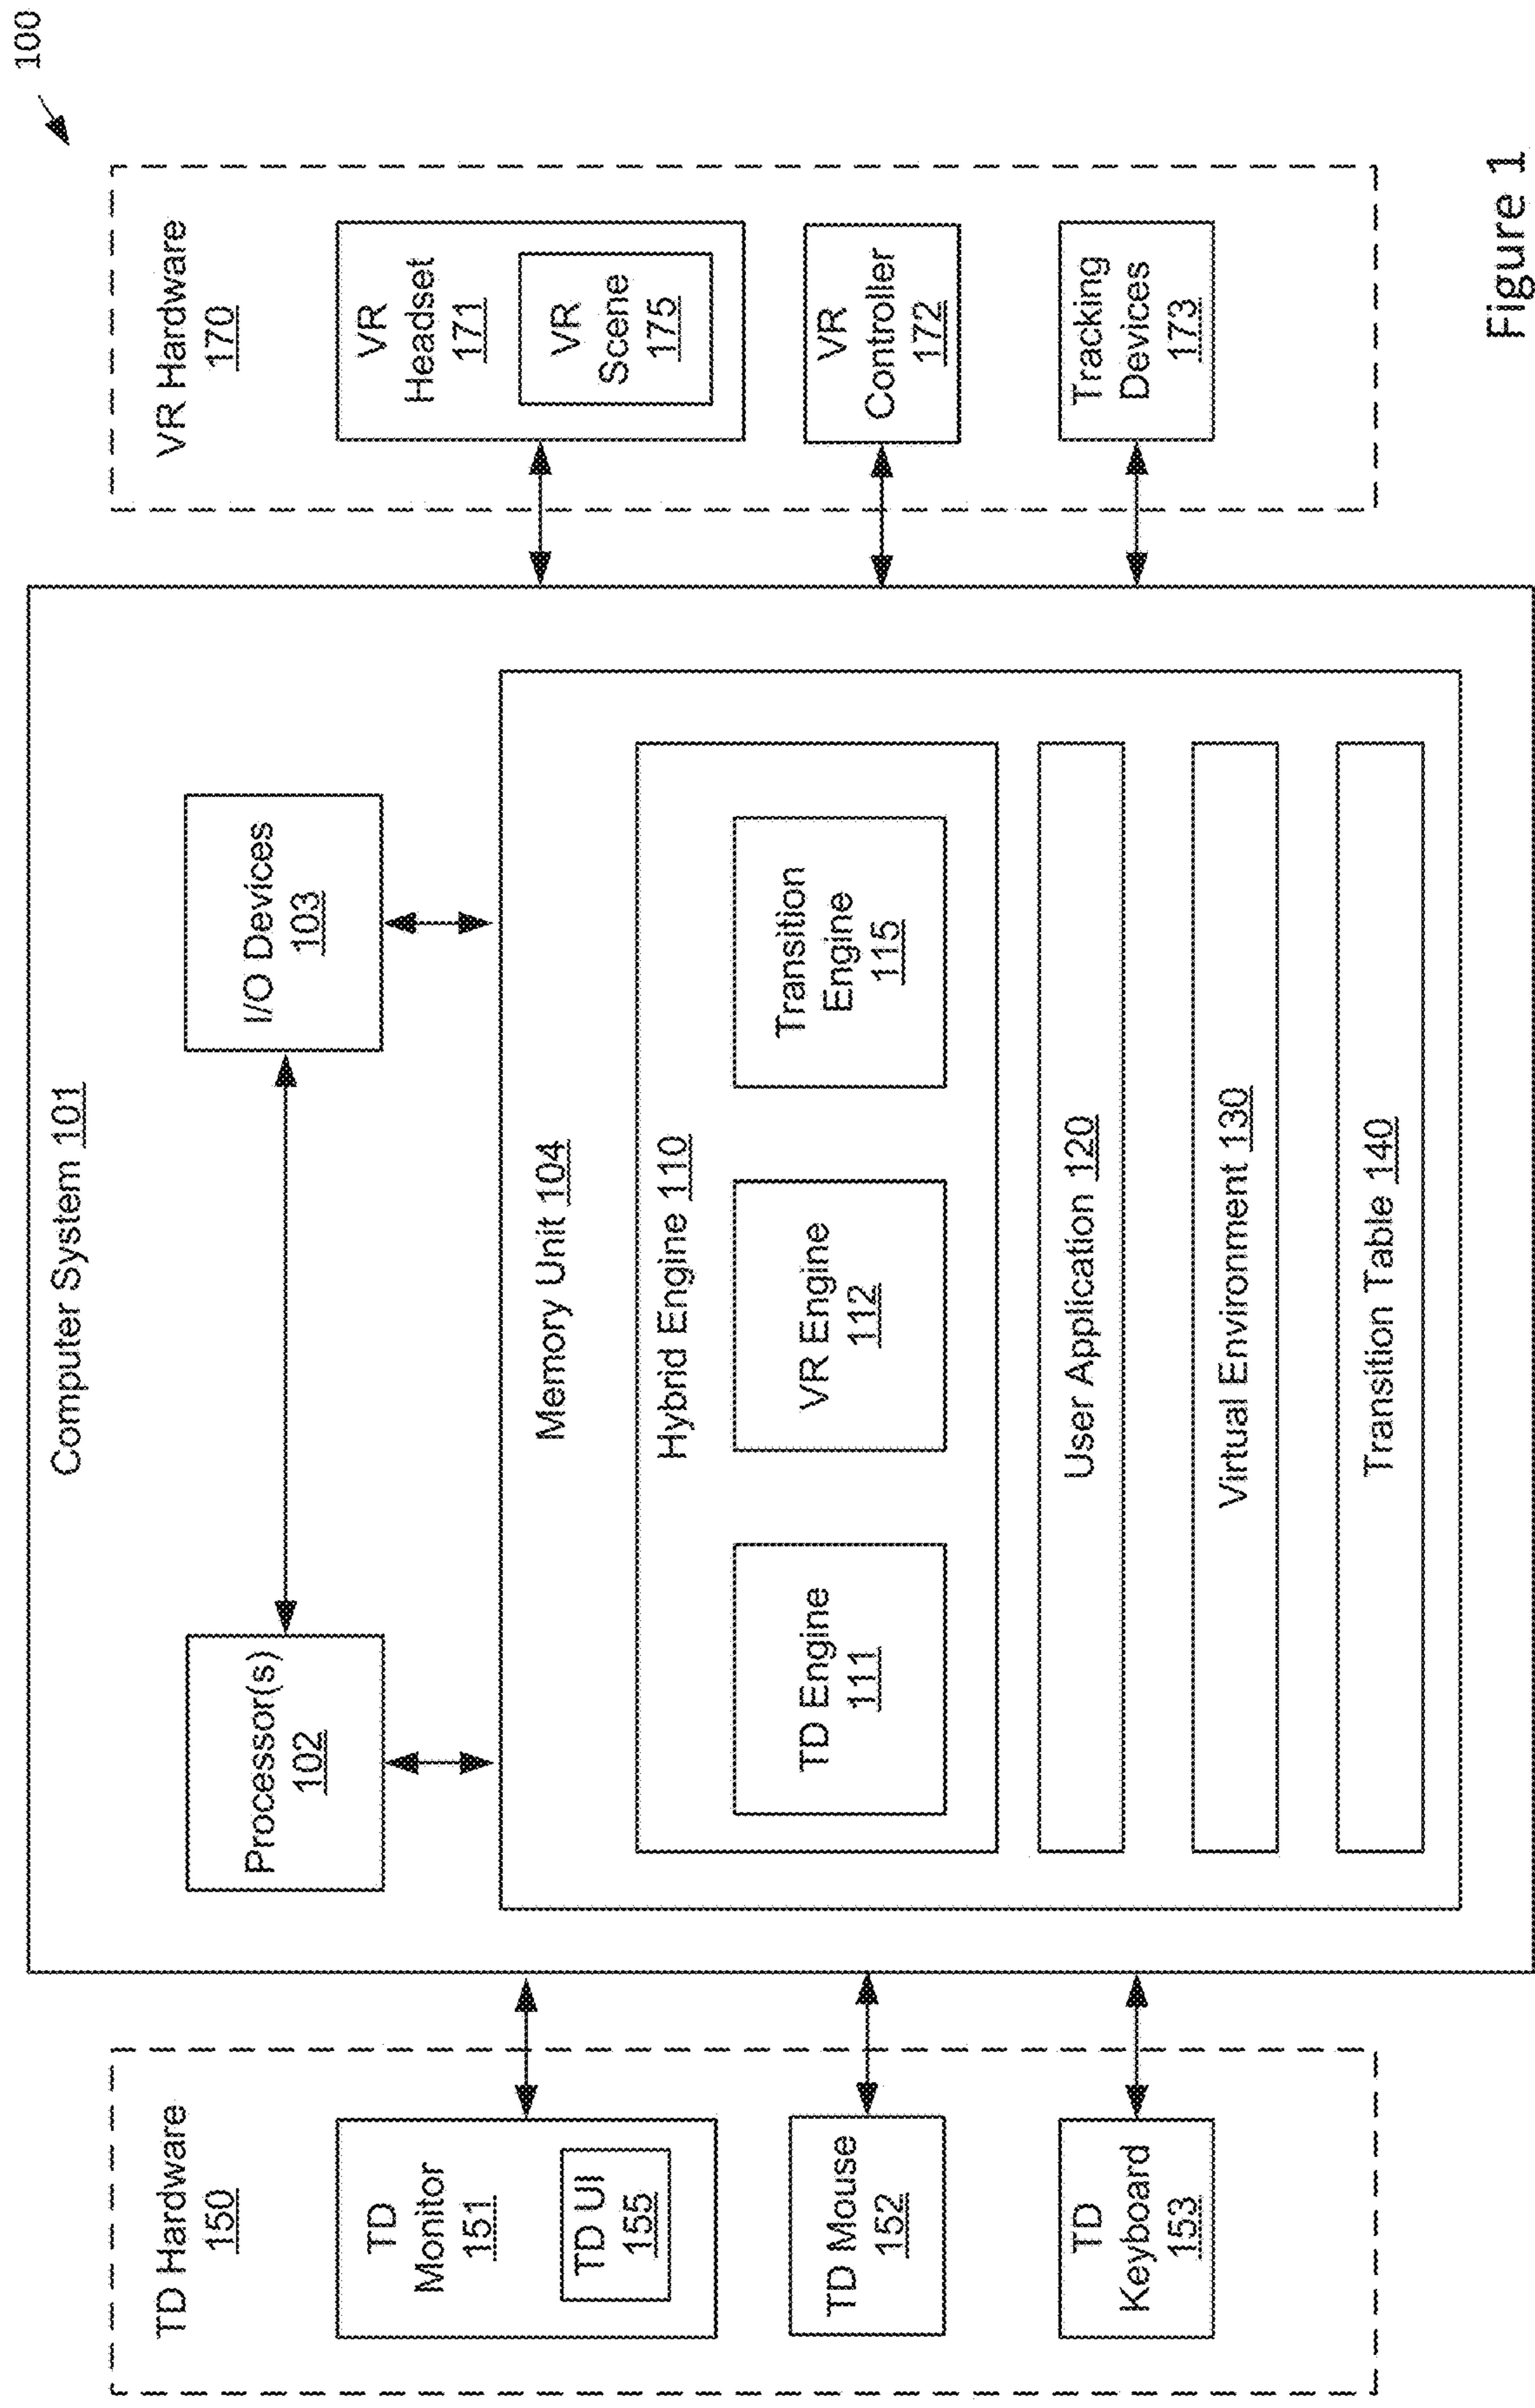 100
Computer System 101
TD Hardware
150
TD
Monitor
151
TD UI
155
TD Mouse
152
TD
Keyboard
153
Processor(s)
102
I/O Devices
103
Memory Unit 104
Hybrid Engine 110
TD Engine
111
VR Engine
112
Transition
Engine
115
User Application 120
Virtual Environment 130
Transition Table 140
VR Hardware
170
VR
Headset
171
VR
Scene
175
VR
Controller
172
Tracking
Devices
173
Figure 1